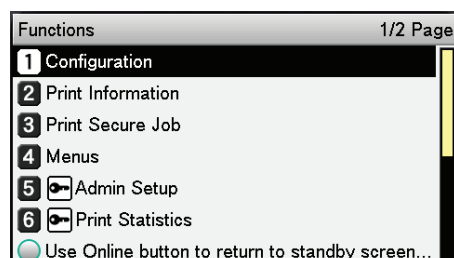 Functions 1/2 Page
1 Configuration
2 Print Information
3 Print Secure Job
4 Menus
5 Admin Setup
6 Print Statistics
Use Online button to return to standby screen...